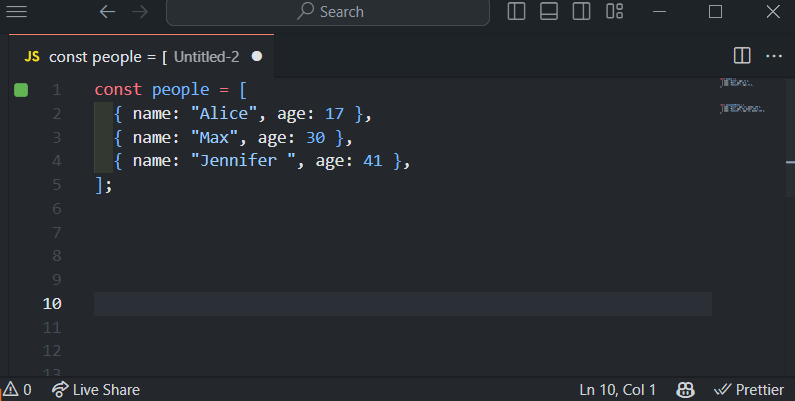 Search
JS const people = [ Untitled-2
1 const people = [
2 { name: "Alice", age: 17 },
3 { name: "Max", age: 30 },
4 { name: "Jennifer ", age: 41 },
5 ];
6
7
8
9
10
11
12
13
0 Live Share Ln 10, Col 1 Prettier